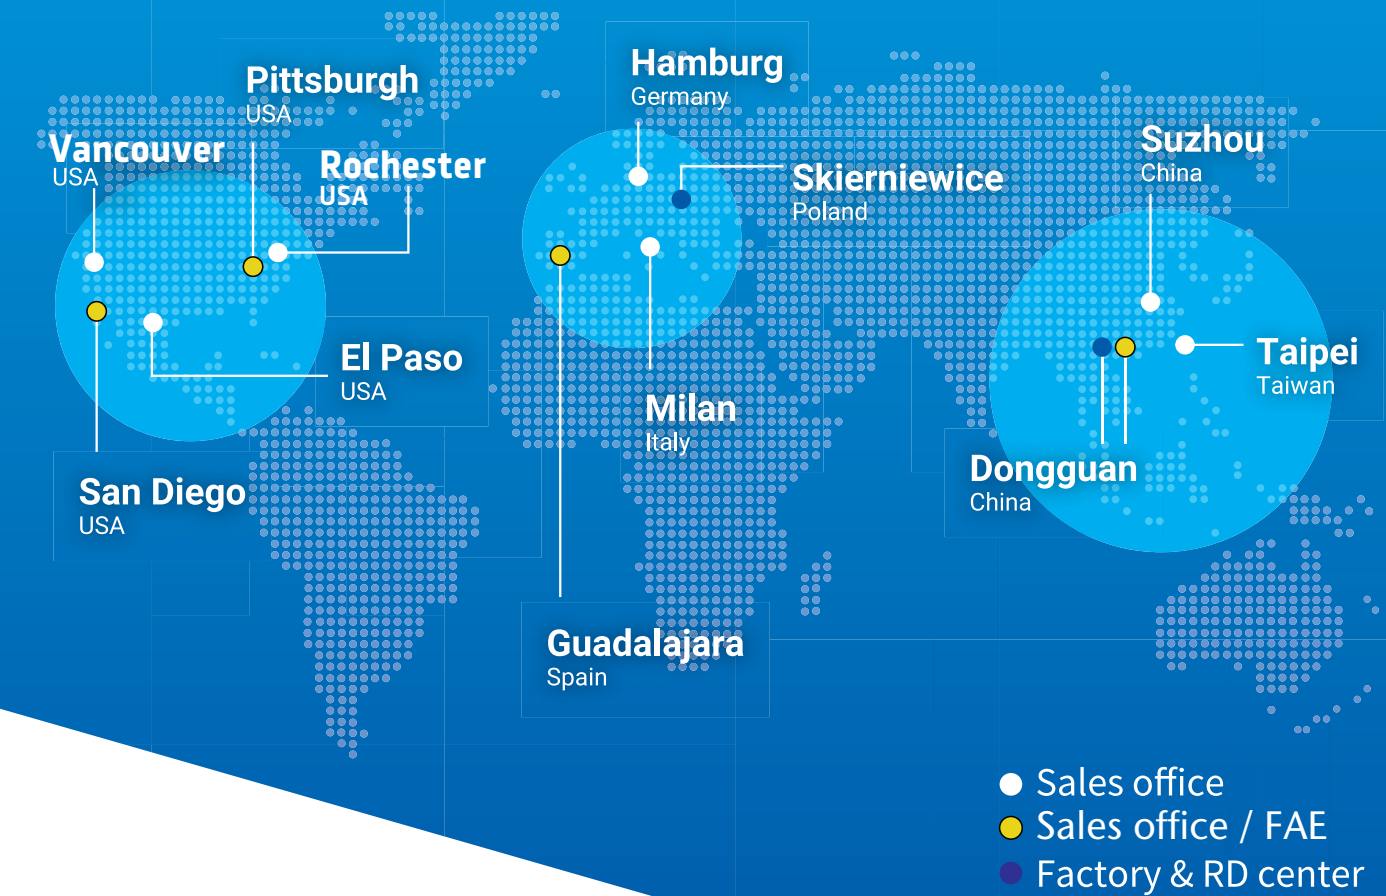 Pittsburgh
USA
Vancouver
USA
Rochester
USA
El Paso
USA
San Diego
USA
Hamburg
Germany
Skierniewice
Poland
Milan
Italy
Guadalajara
Spain
Suzhou
China
Taipei
Taiwan
Dongguan
China
Sales office
Sales office / FAE
Factory & RD center